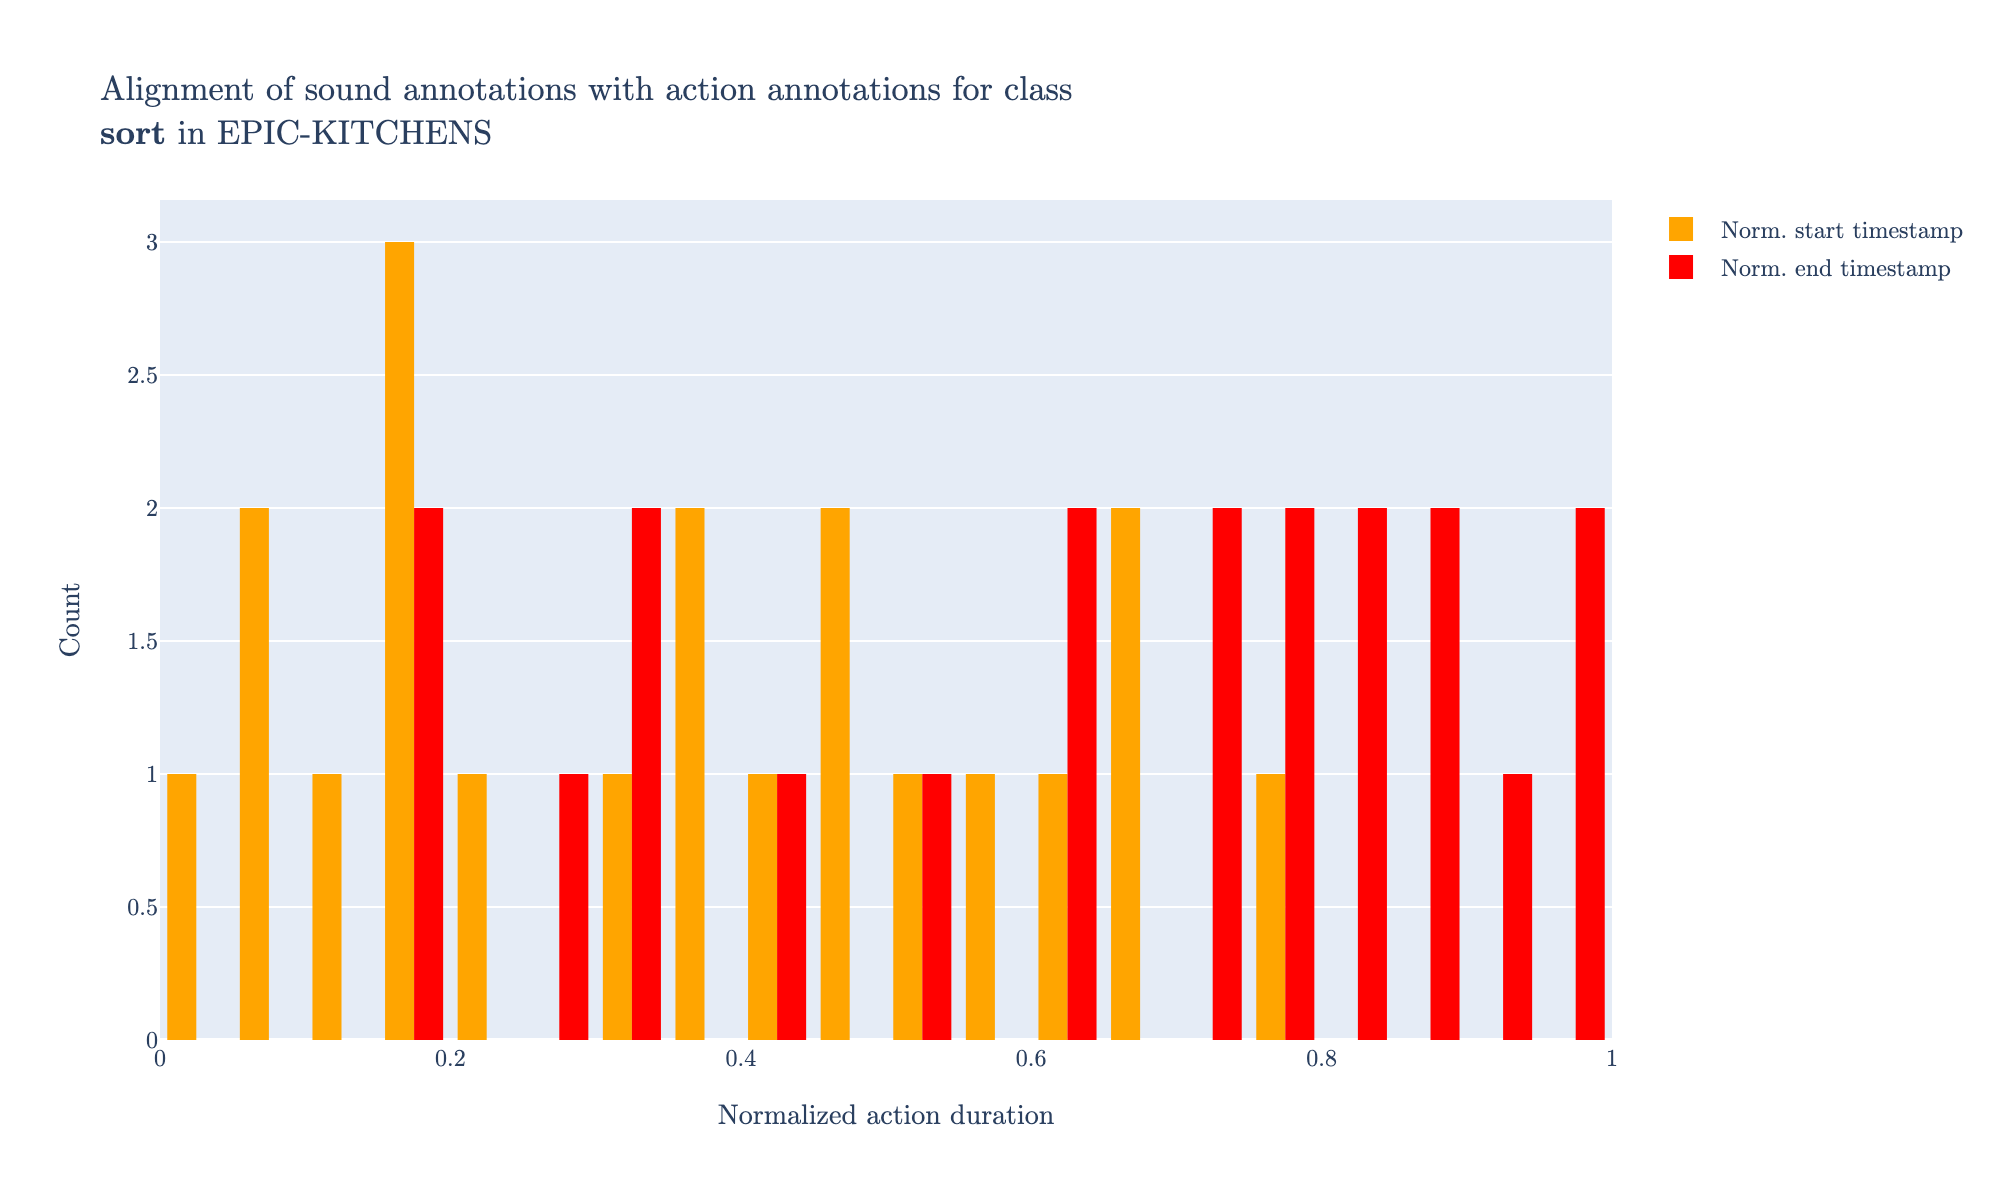 Alignment of sound annotations with action annotations for class
sort in EPIC-KITCHENS
Norm. start timestamp
Norm. end timestamp
3
2.5
2
1.5
1
0.5
0
Count
0
0.2
0.4
0.6
0.8
1
Normalized action duration